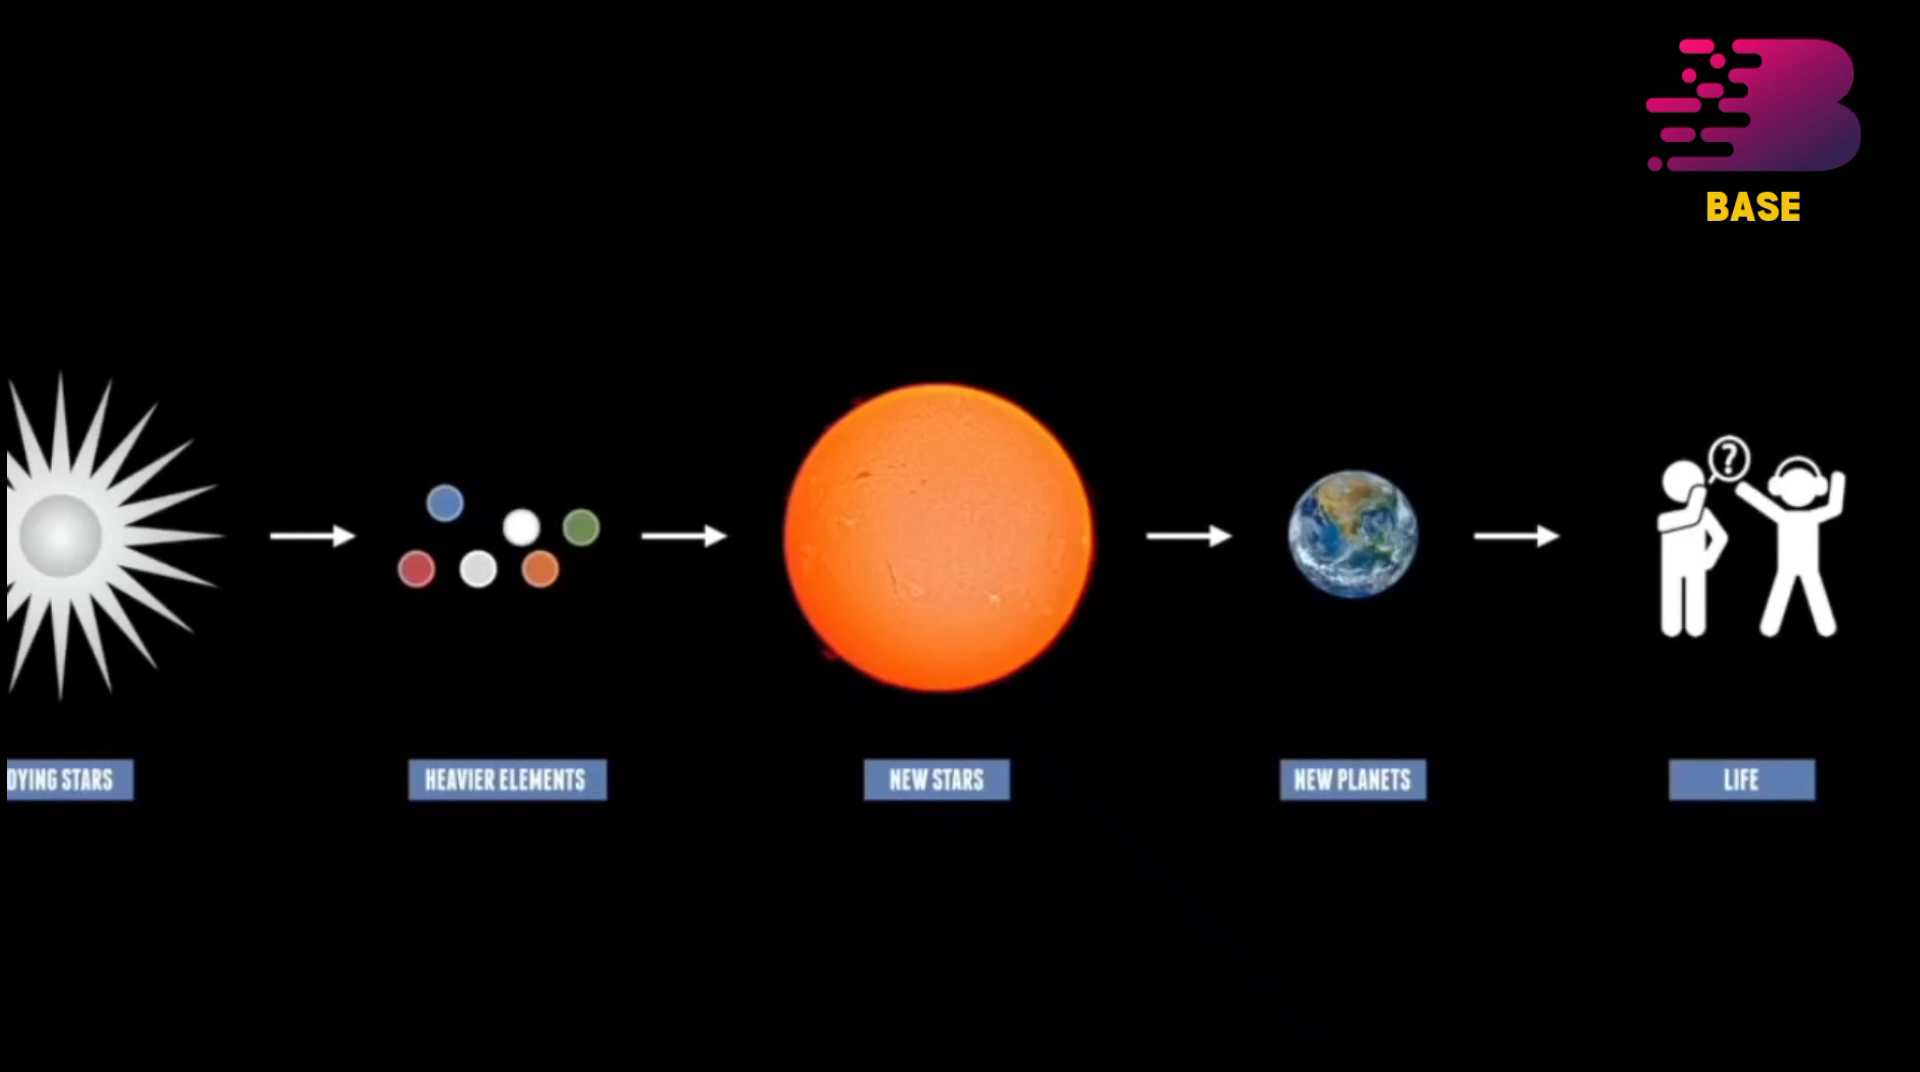 BASE
?
DYING STARS
HEAVIER ELEMENTS
NEW STARS
NEW PLANETS
LIFE